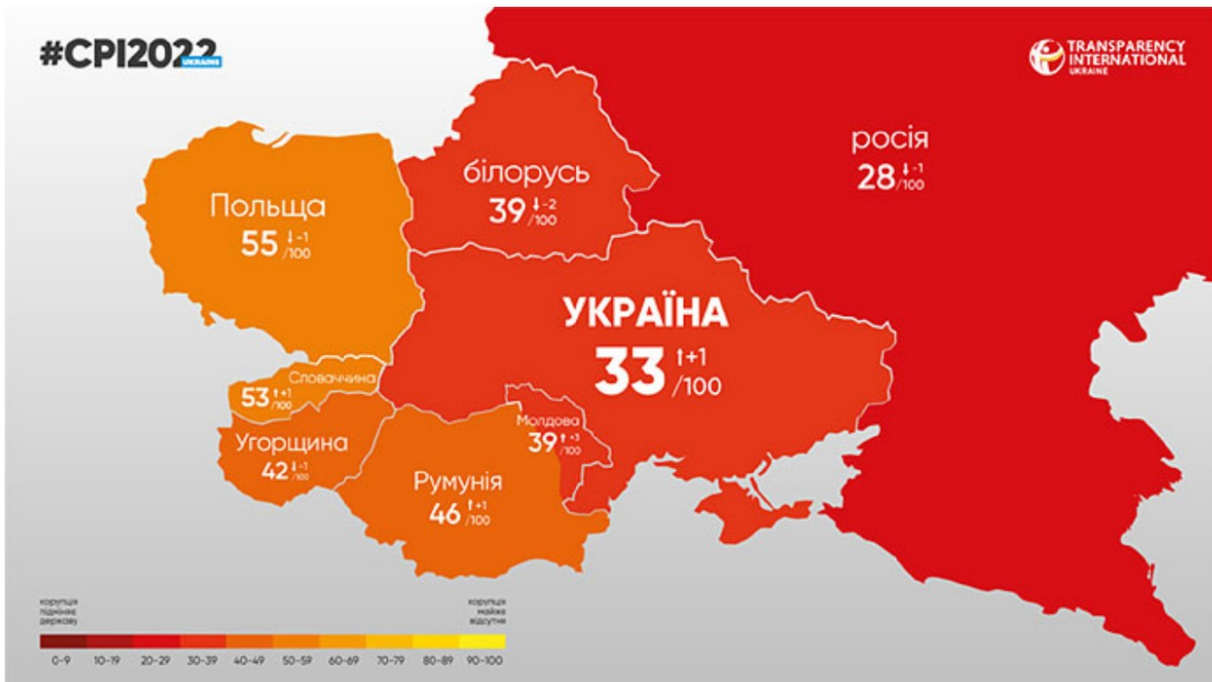 #CPI2022
UKRAINE
TRANSPARENCY
INTERNATIONAL
UKRAINE
росія
28 ↓-1
/100
білорусь
39 ↓-2
/100
Польща
55 ↓-1
/100
УКРАЇНА
33 ↑+1
/100
Словаччина
53 ↑+1
/100
Молдова
39 ↑+3
/100
Угорщина
42 ↓-1
/100
Румунія
46 ↑+1
/100
корупція
підміняє
державу
корупція
майже
відсутня
0-9 10-19 20-29 30-39 40-49 50-59 60-69 70-79 80-89 90-100